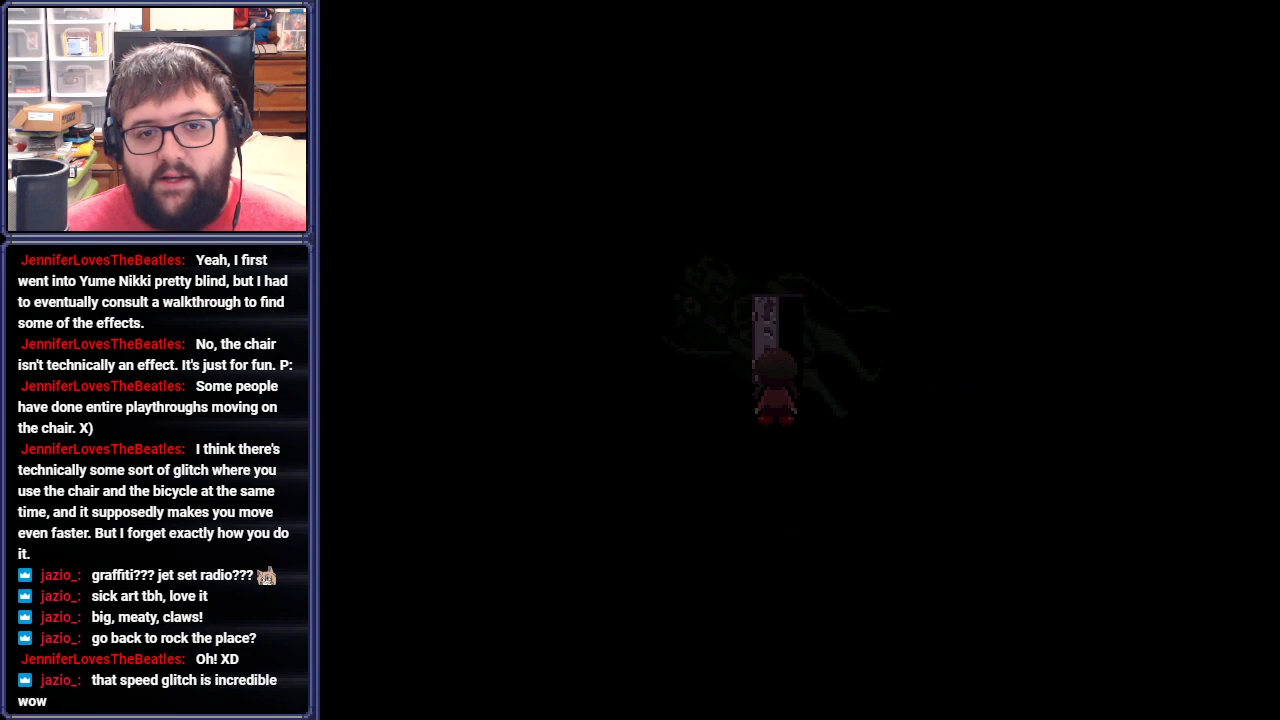 JenniferLovesTheBeatles: Yeah, I first
went into Yume Nikki pretty blind, but I had
to eventually consult a walkthrough to find
some of the effects.
JenniferLovesTheBeatles: No, the chair
isn't technically an effect. It's just for fun. P:
JenniferLovesTheBeatles: Some people
have done entire playthroughs moving on
the chair. X)
JenniferLovesTheBeatles: I think there's
technically some sort of glitch where you
use the chair and the bicycle at the same
time, and it supposedly makes you move
even faster. But I forget exactly how you do
it.
jazio_: graffiti??? jet set radio???
jazio_: sick art tbh, love it
jazio_: big, meaty, claws!
jazio_: go back to rock the place?
JenniferLovesTheBeatles: Oh! XD
jazio_: that speed glitch is incredible
wow